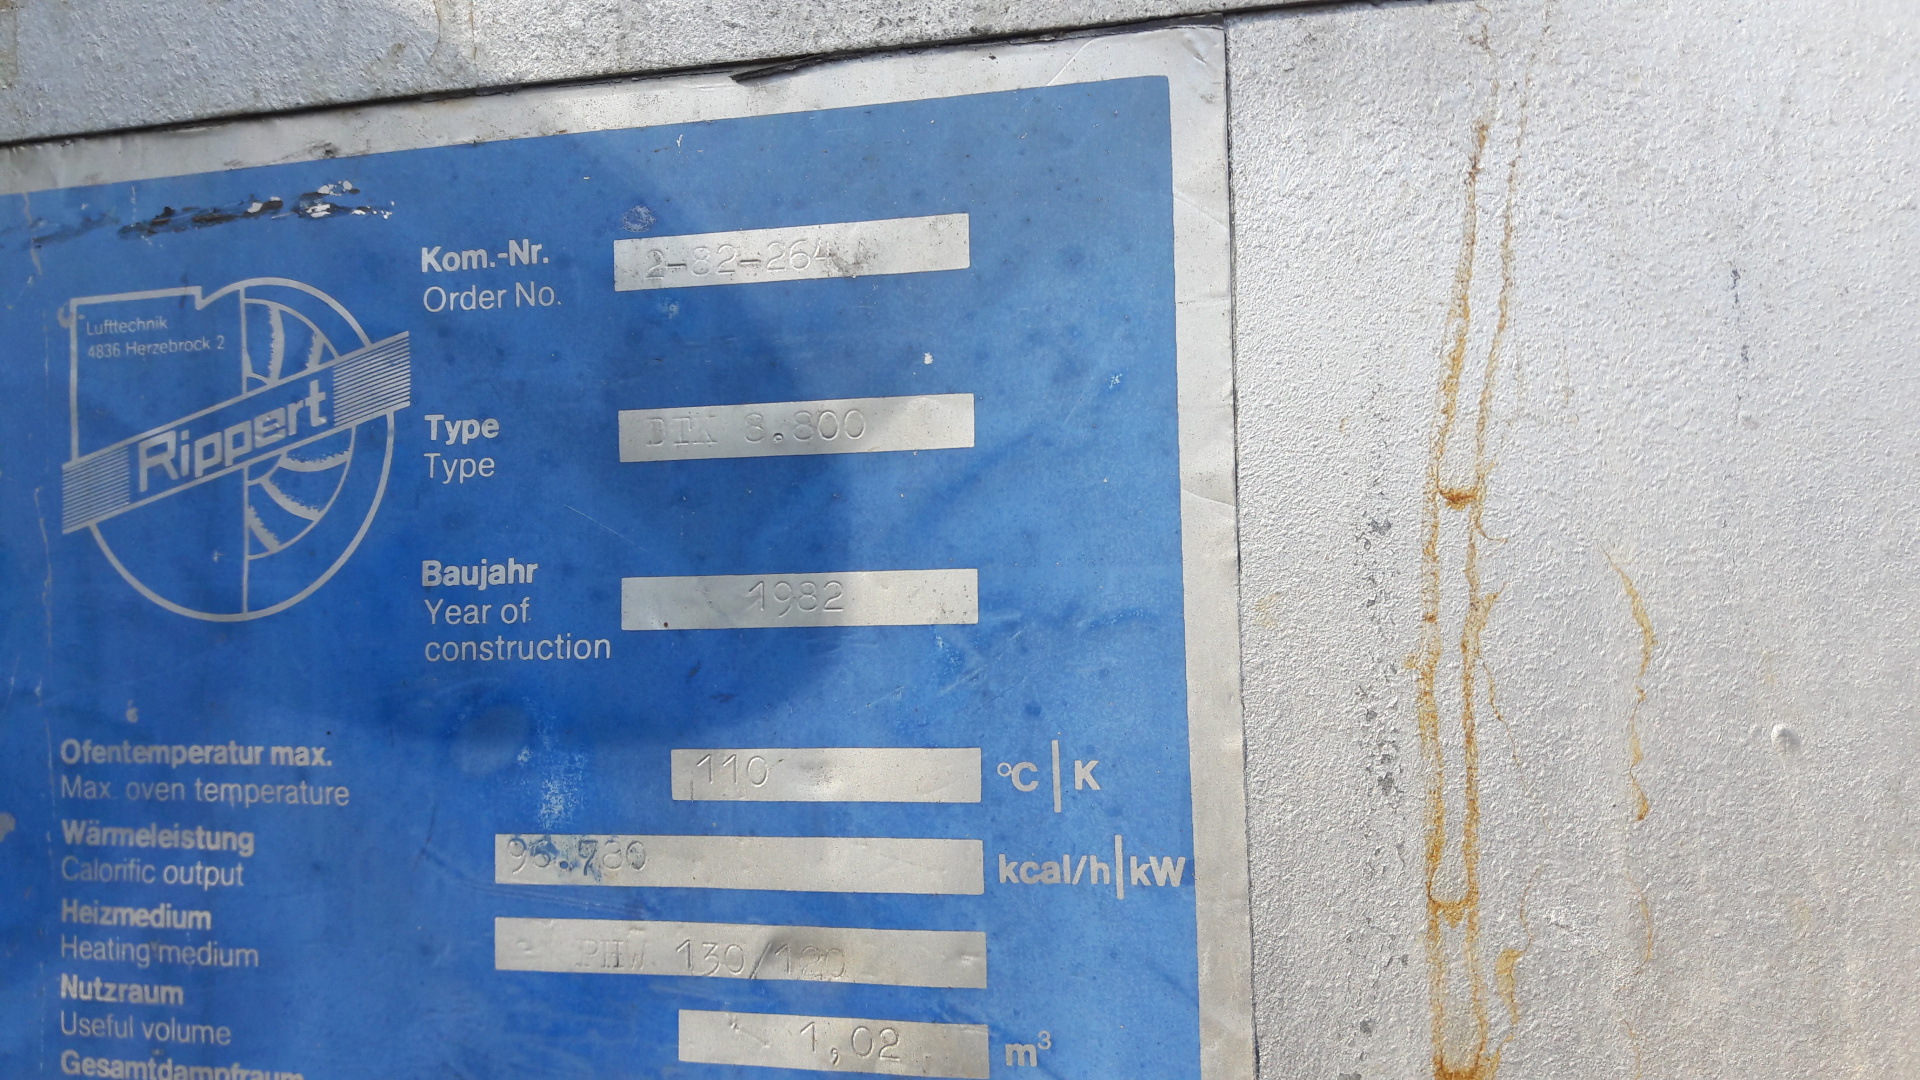 Lufttechnik
4836 Herzebrock 2
Rippert
Kom.-Nr. 2-82-264
Order No.
Type DTK 8.800
Type
Baujahr 1982
Year of
construction
Ofentemperatur max. 110 °C | K
Max. oven temperature
Wärmeleistung kcal/h | kW
Calorific output
Heizmedium PHW 130/120
Heating medium
Nutzraum 1,02 m³
Useful volume
Gesamtdampfraum